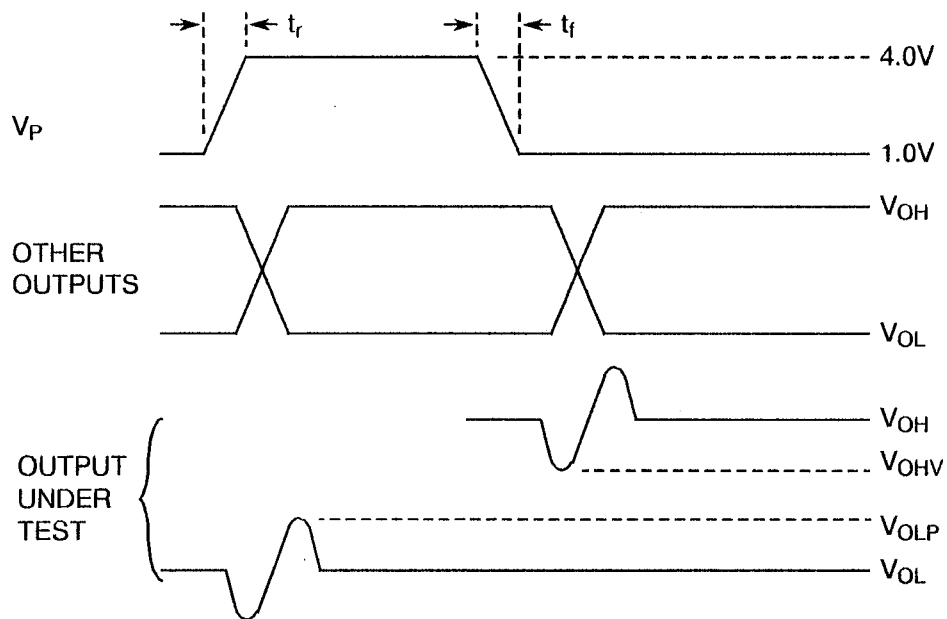 t_r
t_f
4.0V
V_P
1.0V
V_OH
OTHER
OUTPUTS
V_OL
V_OH
V_OHV
OUTPUT
UNDER
TEST
V_OLP
V_OL